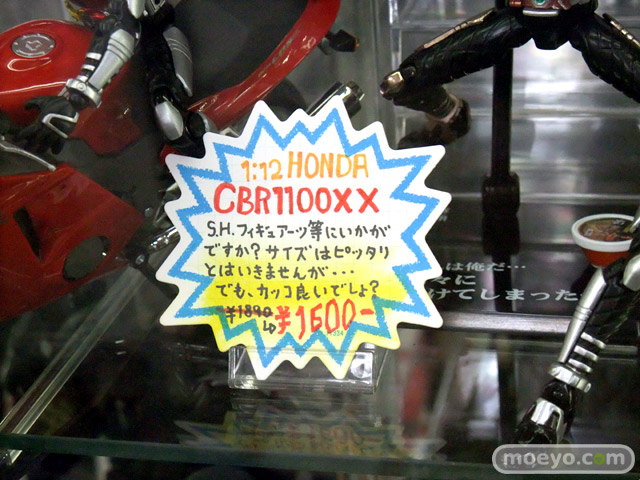 1:12 HONDA
CBR1100XX
S.H.フィギュアーツ等にいかが
ですか?サイズはピッタリ
とはいきませんが・・・
でも、カッコ良いでしょ?
¥1890
↳¥1600-
は俺だ…
々に
けてしまった
moeyo.com